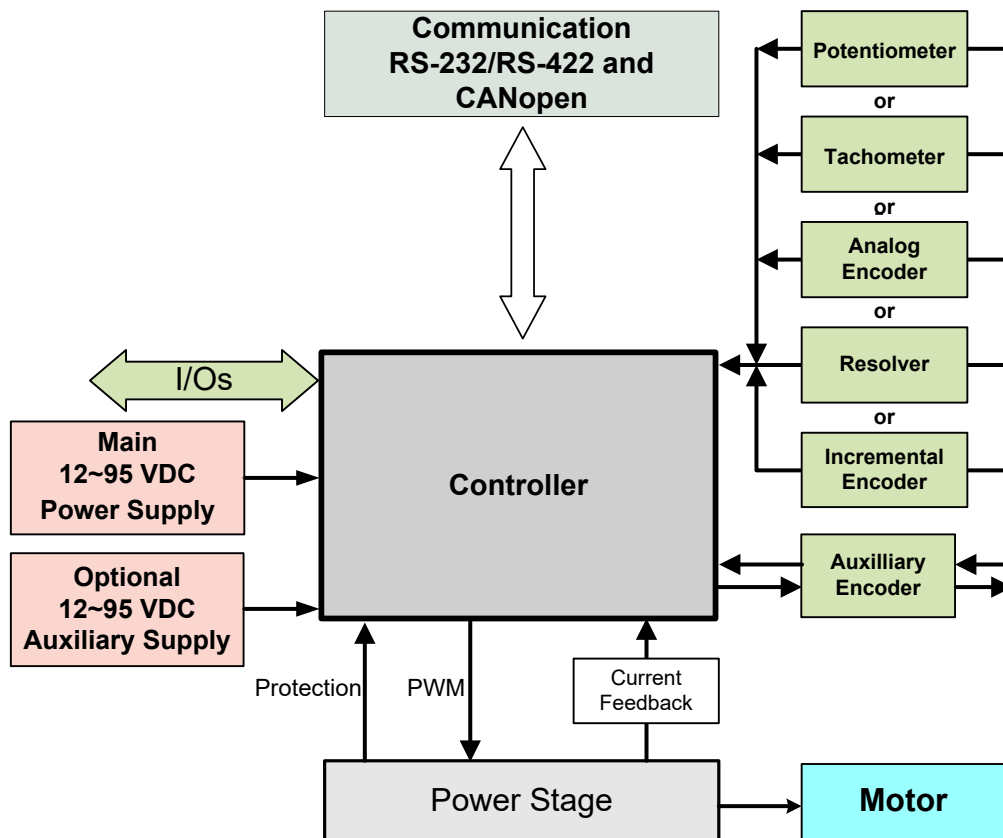 Communication
RS-232/RS-422 and
CANopen
Potentiometer
or
Tachometer
or
Analog
Encoder
or
Resolver
or
Incremental
Encoder
Auxilliary
Encoder
I/Os
Main
12~95 VDC
Power Supply
Optional
12~95 VDC
Auxiliary Supply
Controller
Protection
PWM
Current
Feedback
Power Stage
Motor